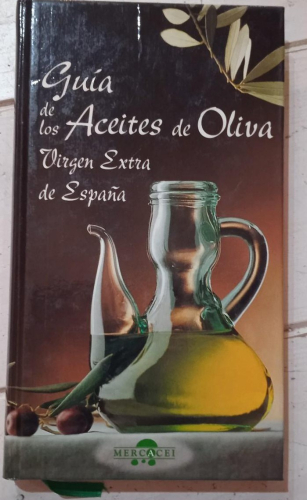 Guía
de
los Aceites de Oliva
Virgen Extra
de España
MERCACEI